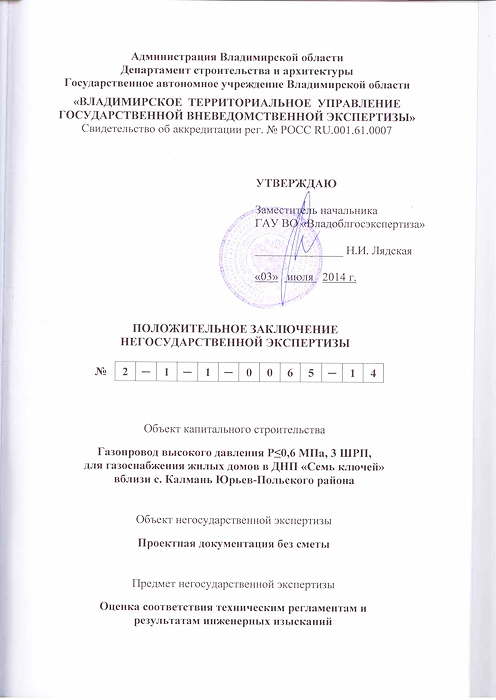 Администрация Владимирской области
Департамент строительства и архитектуры
Государственное автономное учреждение Владимирской области
«ВЛАДИМИРСКОЕ ТЕРРИТОРИАЛЬНОЕ УПРАВЛЕНИЕ
ГОСУДАРСТВЕННОЙ ВНЕВЕДОМСТВЕННОЙ ЭКСПЕРТИЗЫ»
Свидетельство об аккредитации рег. № РОСС RU.001.61.0007
УТВЕРЖДАЮ
Заместитель начальника
ГАУ ВО «Владоблгосэкспертиза»
Н.И. Лядская
«03» июля 2014 г.
ПОЛОЖИТЕЛЬНОЕ ЗАКЛЮЧЕНИЕ
НЕГОСУДАРСТВЕННОЙ ЭКСПЕРТИЗЫ
№ 2 – 1 – 1 – 0 0 6 5 – 1 4
Объект капитального строительства
Газопровод высокого давления Р≤0,6 МПа, 3 ШРП,
для газоснабжения жилых домов в ДНП «Семь ключей»
вблизи с. Калмань Юрьев-Польского района
Объект негосударственной экспертизы
Проектная документация без сметы
Предмет негосударственной экспертизы
Оценка соответствия техническим регламентам и
результатам инженерных изысканий